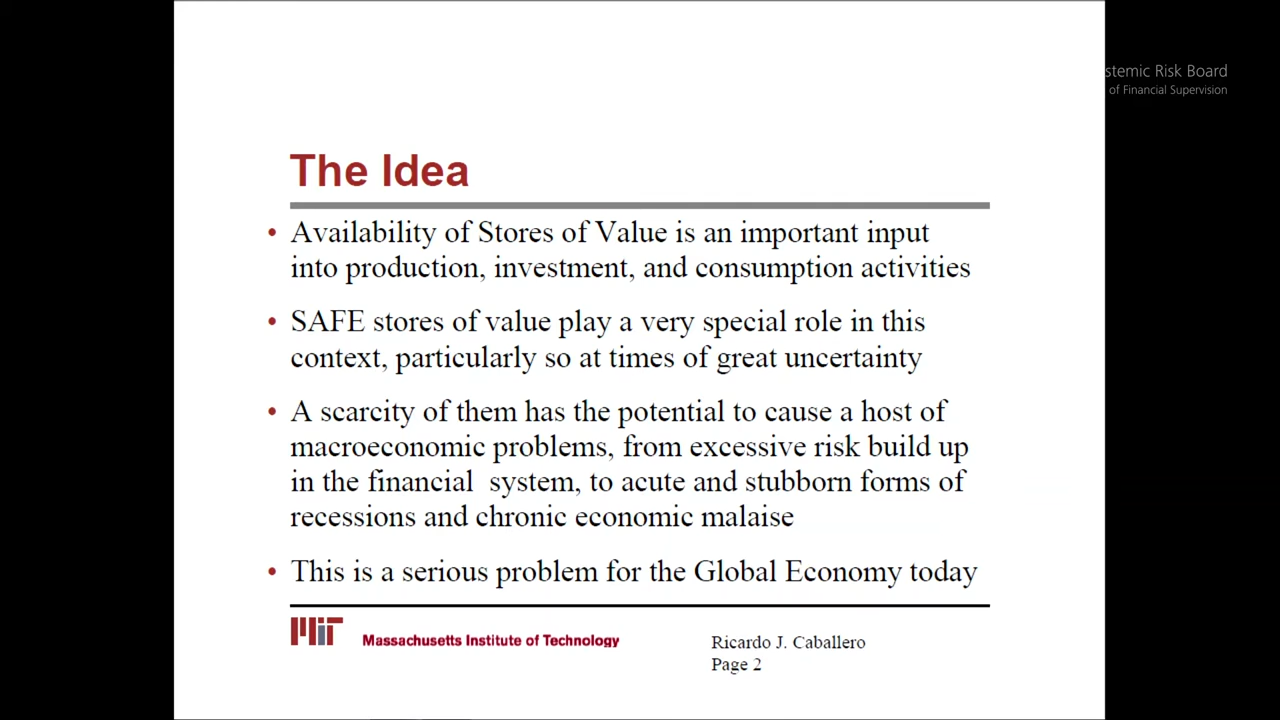 stemic Risk Board
of Financial Supervision
The Idea
• Availability of Stores of Value is an important input
into production, investment, and consumption activities
• SAFE stores of value play a very special role in this
context, particularly so at times of great uncertainty
• A scarcity of them has the potential to cause a host of
macroeconomic problems, from excessive risk build up
in the financial  system, to acute and stubborn forms of
recessions and chronic economic malaise
• This is a serious problem for the Global Economy today
MIT Massachusetts Institute of Technology
Ricardo J. Caballero
Page 2